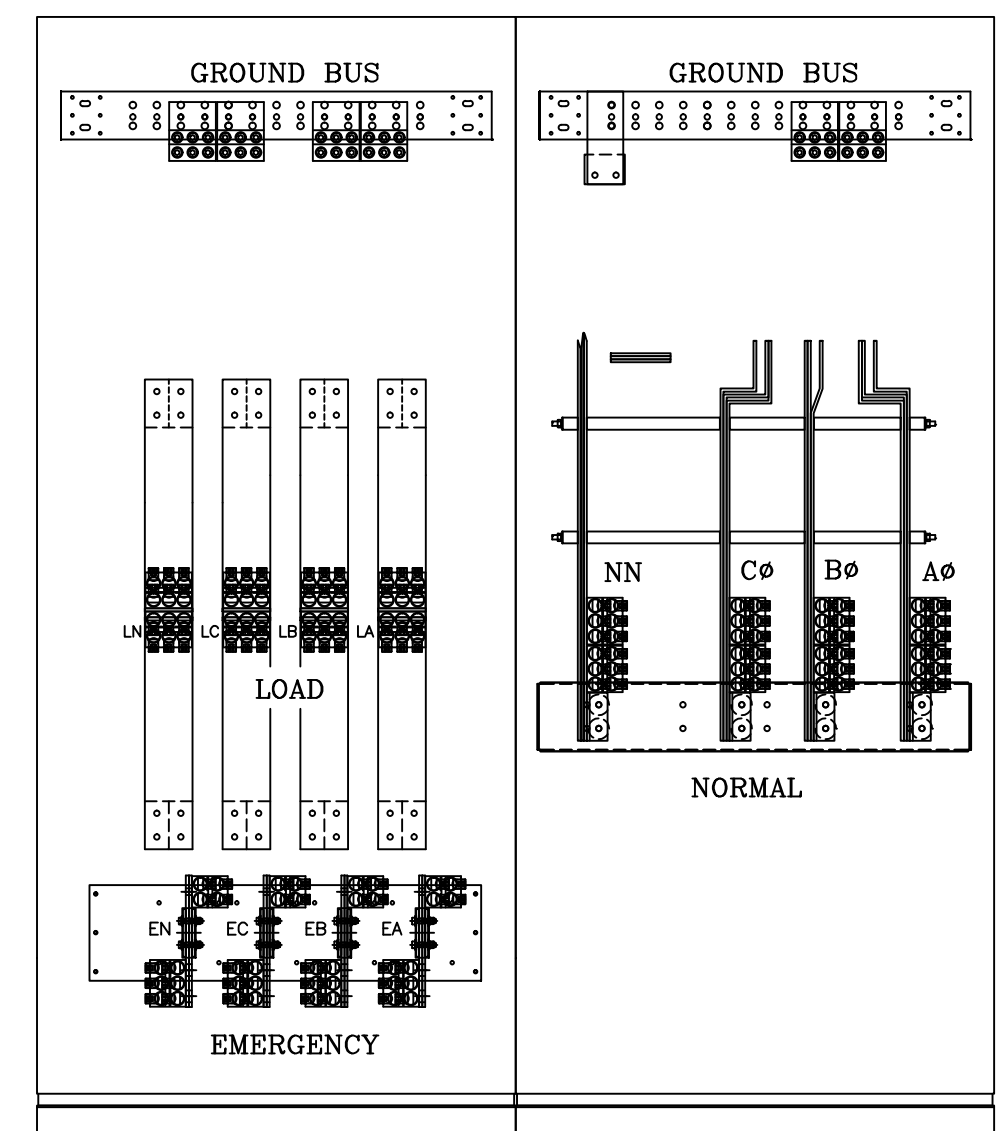 GROUND BUS
GROUND BUS
NN
CØ
BØ
AØ
LN
LC
LB
LA
LOAD
NORMAL
EN
EC
EB
EA
EMERGENCY